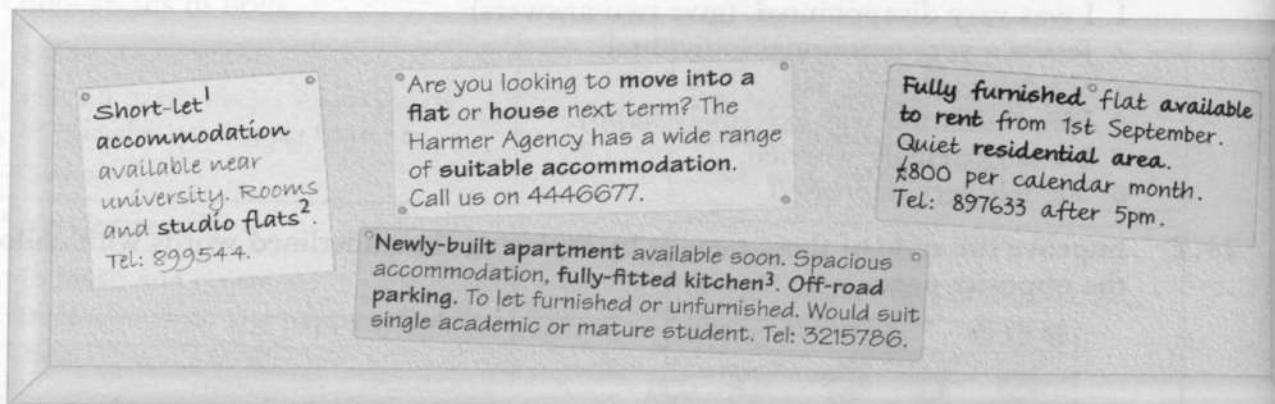 Short-let1
accommodation
available near
university. Rooms
and studio flats2.
Tel: 899544.
Are you looking to move into a
flat or house next term? The
Harmer Agency has a wide range
of suitable accommodation.
Call us on 4446677.
Fully furnished flat available
to rent from 1st September.
Quiet residential area.
£800 per calendar month.
Tel: 897633 after 5pm.
Newly-built apartment available soon. Spacious
accommodation, fully-fitted kitchen3. Off-road
parking. To let furnished or unfurnished. Would suit
single academic or mature student. Tel: 3215786.